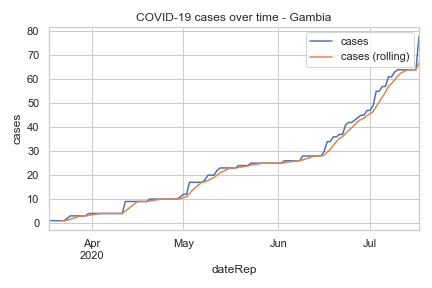 COVID-19 cases over time - Gambia
cases
cases (rolling)
80
70
60
50
40
30
20
10
0
cases
Apr
2020
May
Jun
Jul
dateRep